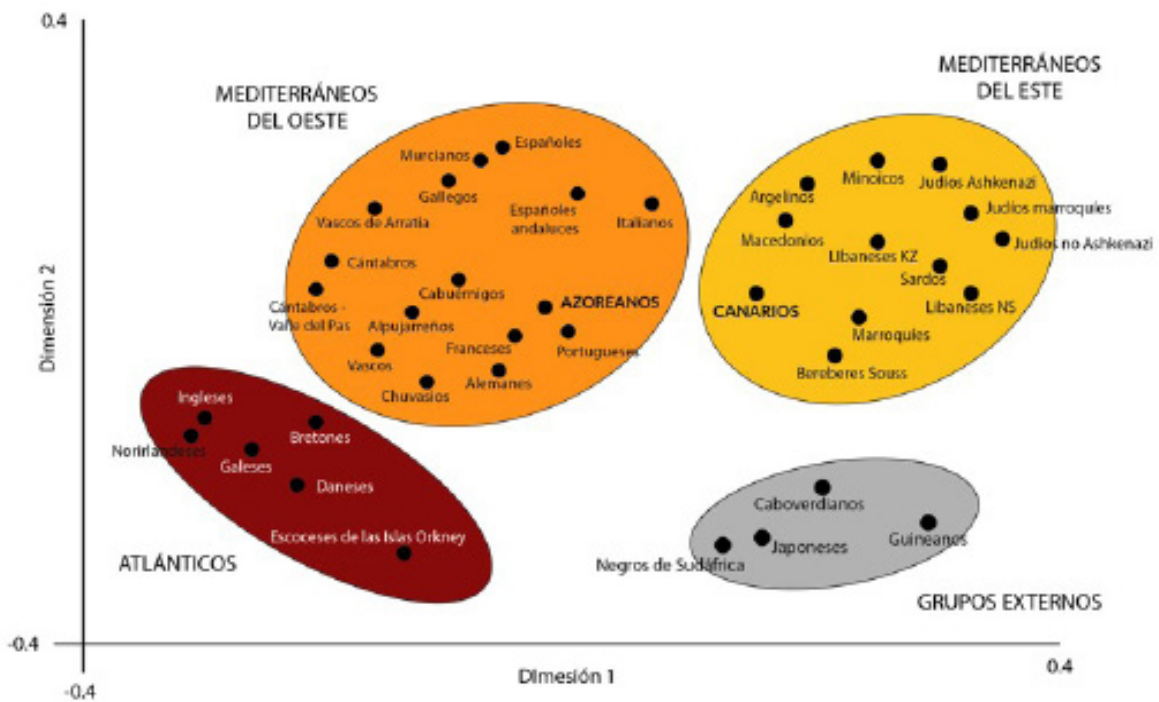 0.4
MEDITERRÁNEOS
DEL OESTE
MEDITERRÁNEOS
DEL ESTE
Murcianos
Españoles
Gallegos
Vascos de Arratia
Españoles
andaluces
Italianos
Cántabros
Cántabros -
Valle del Pas
Cabuérnigos
AZOREANOS
Alpujarreños
Franceses
Portugueses
Vascos
Alemanes
Chuvasios
Argelinos
Minoicos
Judíos Ashkenazi
Judíos marroquíes
Macedonios
Judíos no Ashkenazi
Libaneses KZ
Sardos
CANARIOS
Libaneses NS
Marroquíes
Bereberes Souss
Dimensión 2
Ingleses
Bretones
Norirlandeses
Galeses
Daneses
Escoceses de las Islas Orkney
ATLÁNTICOS
Caboverdianos
Japoneses
Guineanos
Negros de Sudáfrica
GRUPOS EXTERNOS
-0.4
Dimesión 1
0.4
-0.4